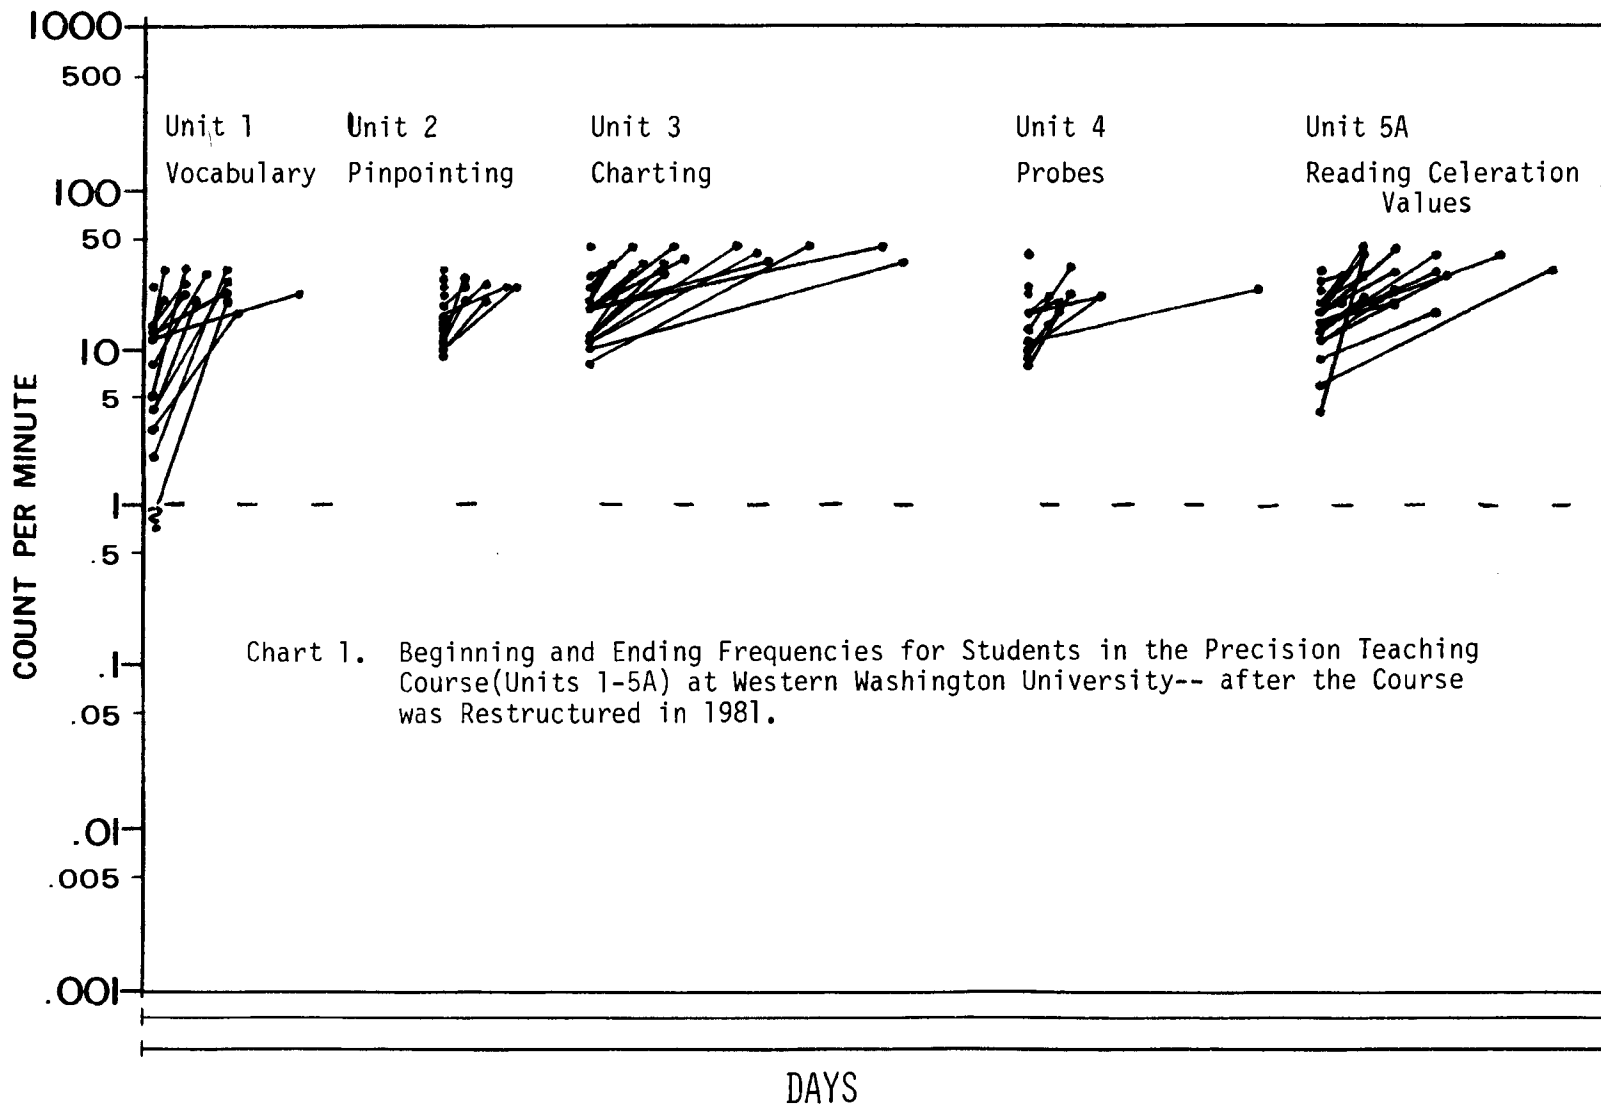 1000
500
Unit 1 Unit 2 Unit 3 Unit 4 Unit 5A
Vocabulary Pinpointing Charting Probes Reading Celeration
Values
100
50
10
5
1
.5
.1
.05
.01
.005
.001
COUNT PER MINUTE
Chart 1. Beginning and Ending Frequencies for Students in the Precision Teaching
Course(Units 1-5A) at Western Washington University-- after the Course
was Restructured in 1981.
DAYS